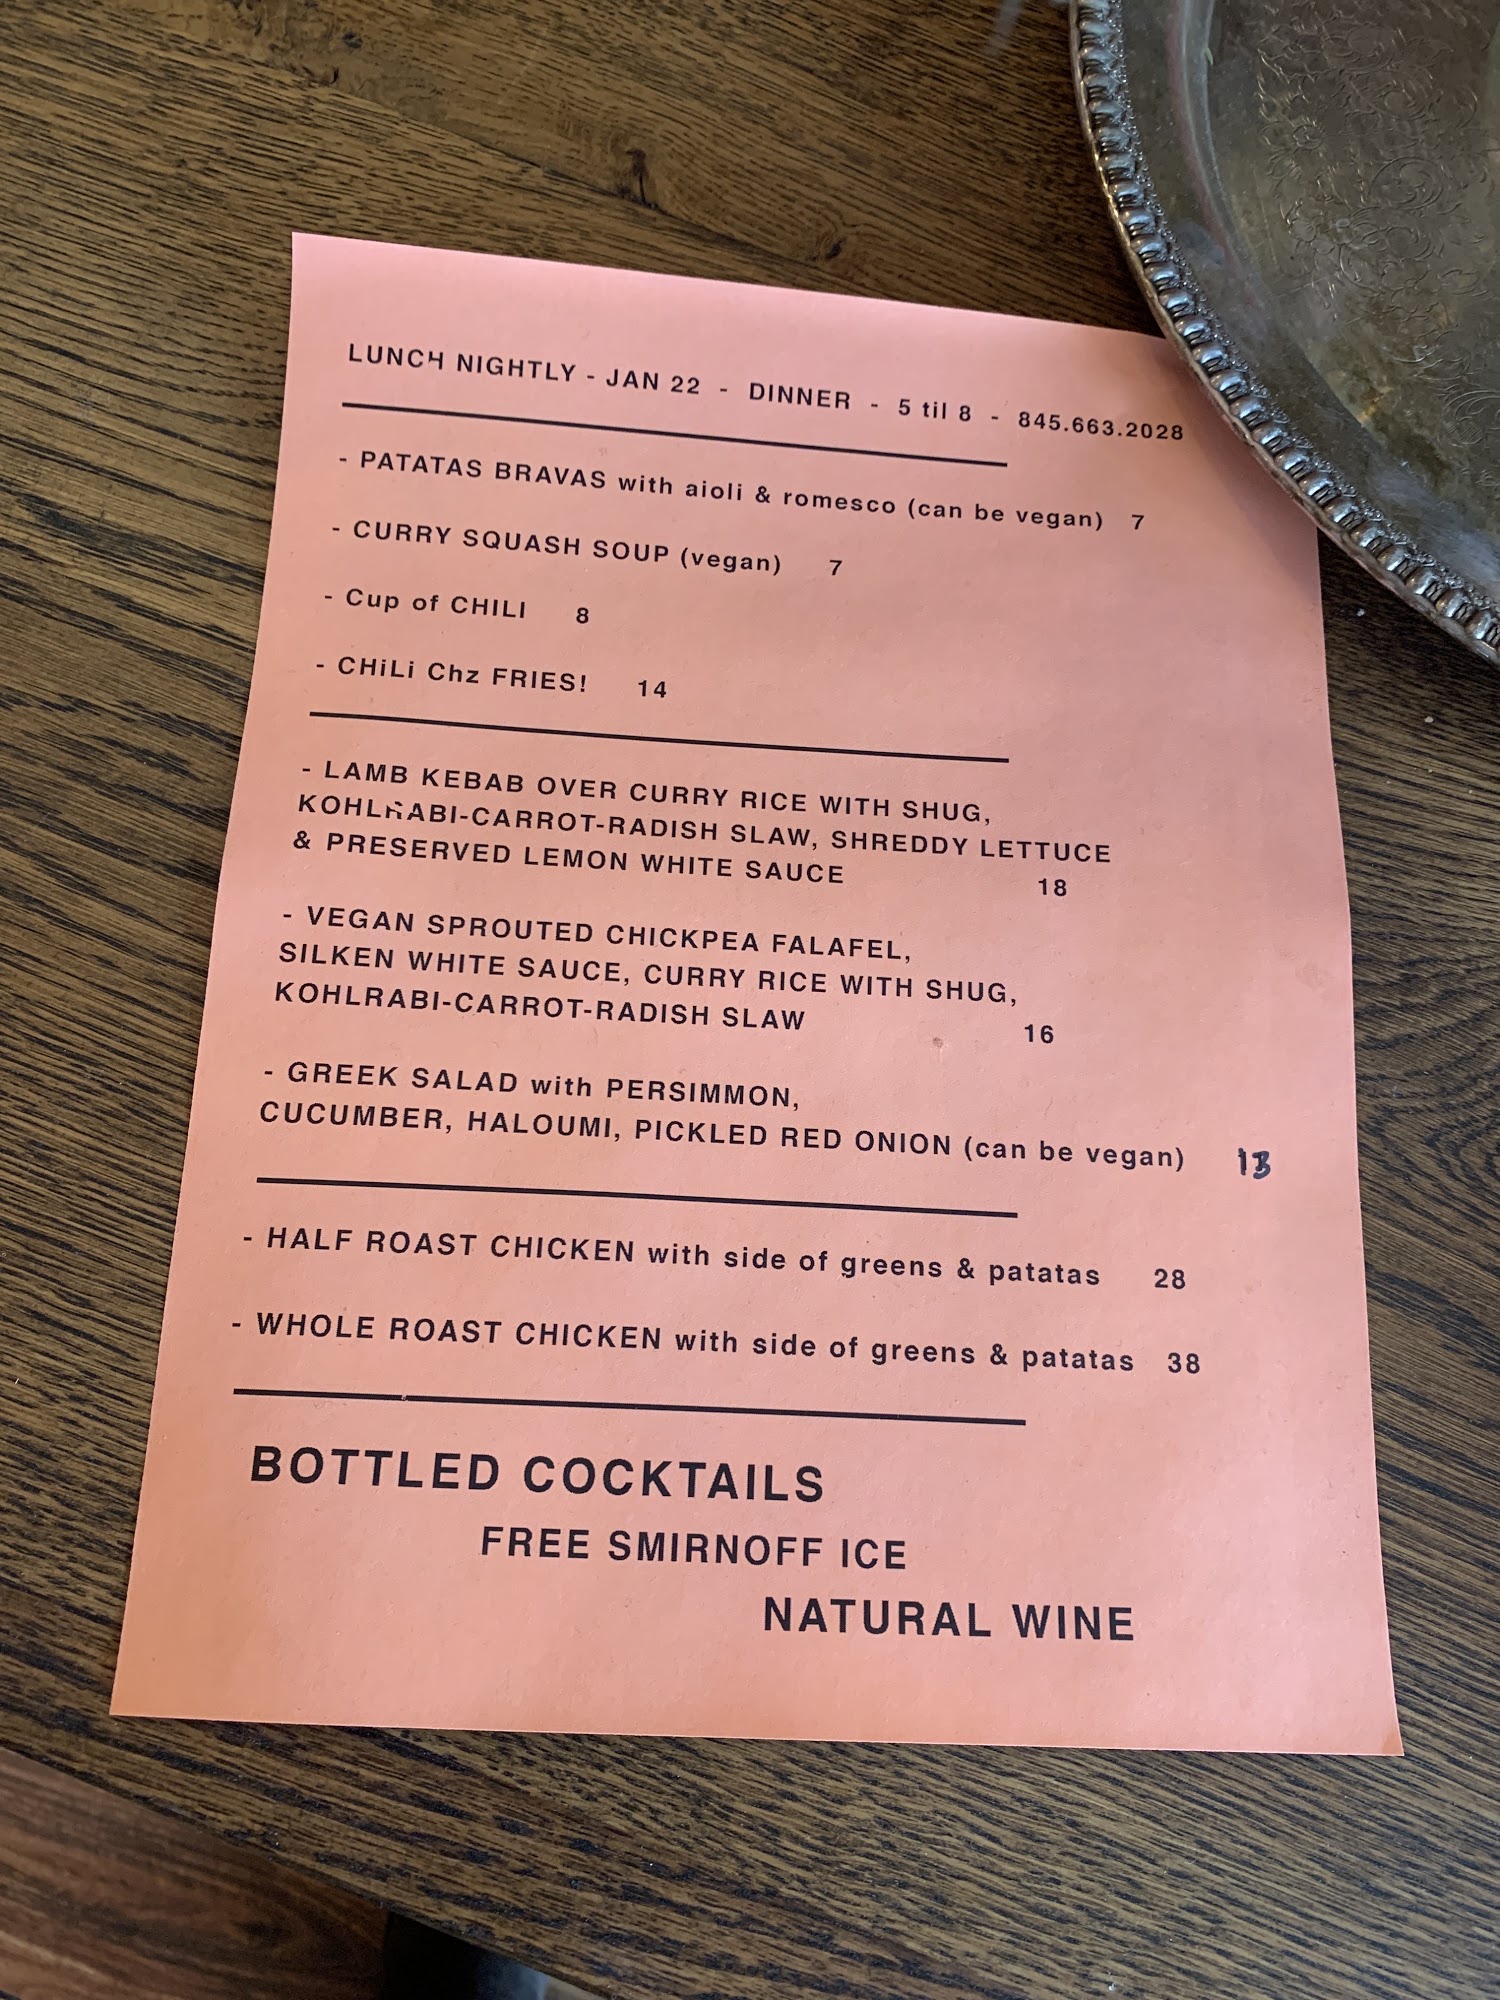 LUNCH NIGHTLY - JAN 22 - DINNER - 5 til 8 - 845.663.2028
- PATATAS BRAVAS with aioli & romesco (can be vegan) 7
- CURRY SQUASH SOUP (vegan) 7
- Cup of CHILI 8
- CHiLi Chz FRIES! 14
- LAMB KEBAB OVER CURRY RICE WITH SHUG,
KOHLRABI-CARROT-RADISH SLAW, SHREDDY LETTUCE
& PRESERVED LEMON WHITE SAUCE 18
- VEGAN SPROUTED CHICKPEA FALAFEL,
SILKEN WHITE SAUCE, CURRY RICE WITH SHUG,
KOHLRABI-CARROT-RADISH SLAW 16
- GREEK SALAD with PERSIMMON,
CUCUMBER, HALOUMI, PICKLED RED ONION (can be vegan) 13
- HALF ROAST CHICKEN with side of greens & patatas 28
- WHOLE ROAST CHICKEN with side of greens & patatas 38
BOTTLED COCKTAILS
FREE SMIRNOFF ICE
NATURAL WINE